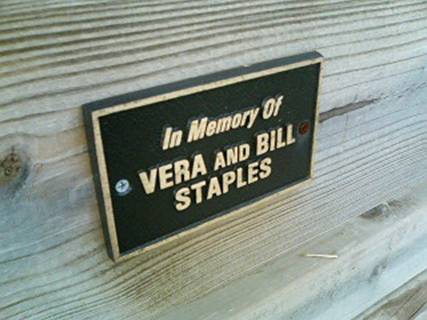 In Memory Of
VERA AND BILL
STAPLES